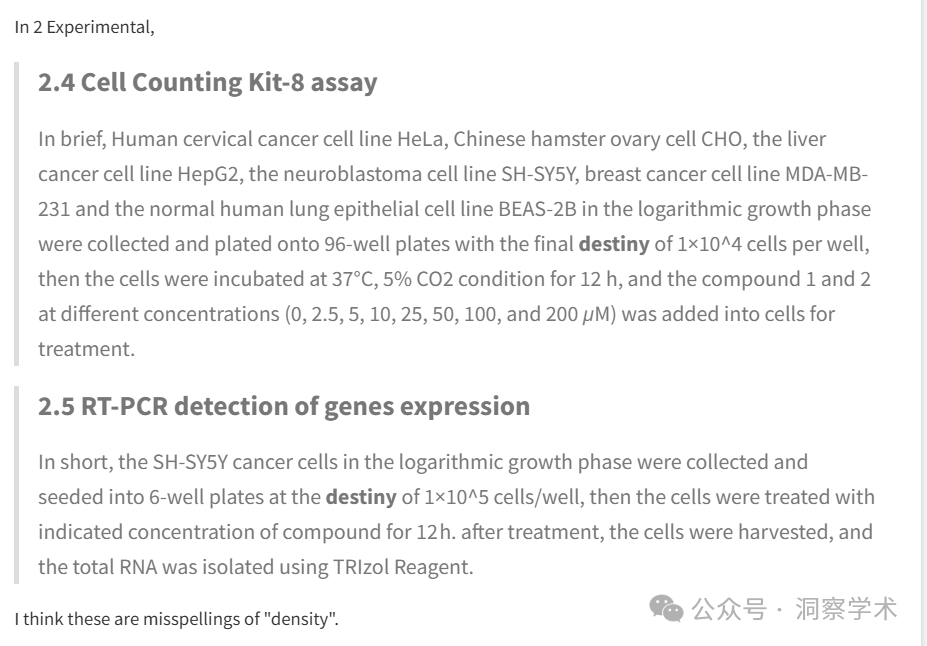 In 2 Experimental,
2.4 Cell Counting Kit-8 assay
In brief, Human cervical cancer cell line HeLa, Chinese hamster ovary cell CHO, the liver
cancer cell line HepG2, the neuroblastoma cell line SH-SY5Y, breast cancer cell line MDA-MB-
231 and the normal human lung epithelial cell line BEAS-2B in the logarithmic growth phase
were collected and plated onto 96-well plates with the final destiny of 1×10^4 cells per well,
then the cells were incubated at 37°C, 5% CO2 condition for 12 h, and the compound 1 and 2
at different concentrations (0, 2.5, 5, 10, 25, 50, 100, and 200 μM) was added into cells for
treatment.
2.5 RT-PCR detection of genes expression
In short, the SH-SY5Y cancer cells in the logarithmic growth phase were collected and
seeded into 6-well plates at the destiny of 1×10^5 cells/well, then the cells were treated with
indicated concentration of compound for 12 h. after treatment, the cells were harvested, and
the total RNA was isolated using TRIzol Reagent.
I think these are misspellings of "density".
公众号 · 洞察学术